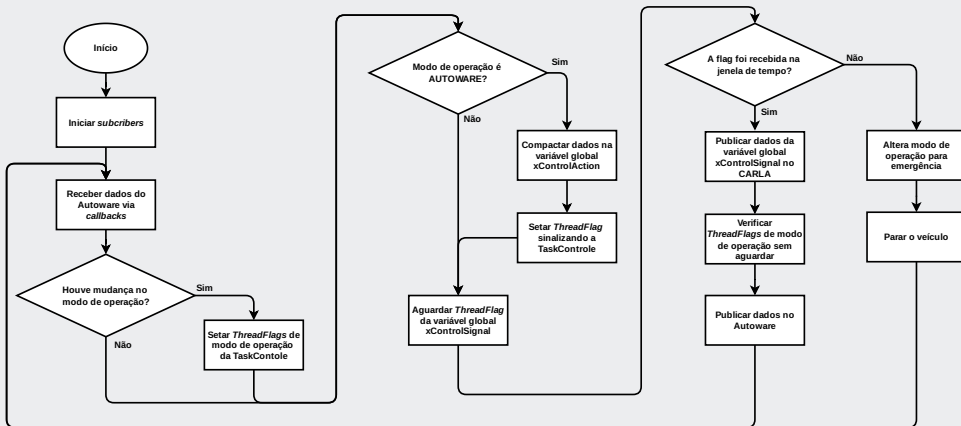 Início
Iniciar subcribers
Receber dados do
Autoware via
callbacks
Houve mudança no
modo de operação?
Sim
Não
Setar ThreadFlags de
modo de operação
da TaskContole
Modo de operação é
AUTOWARE?
Sim
Não
Compactar dados na
variável global
xControlAction
Setar ThreadFlag
sinalizando a
TaskControle
Aguardar ThreadFlag
da variável global
xControlSignal
A flag foi recebida na
jenela de tempo?
Não
Sim
Publicar dados da
variável global
xControlSignal no
CARLA
Verificar
ThreadFlags de modo
de operação sem
aguardar
Publicar dados no
Autoware
Altera modo de
operação para
emergência
Parar o veículo